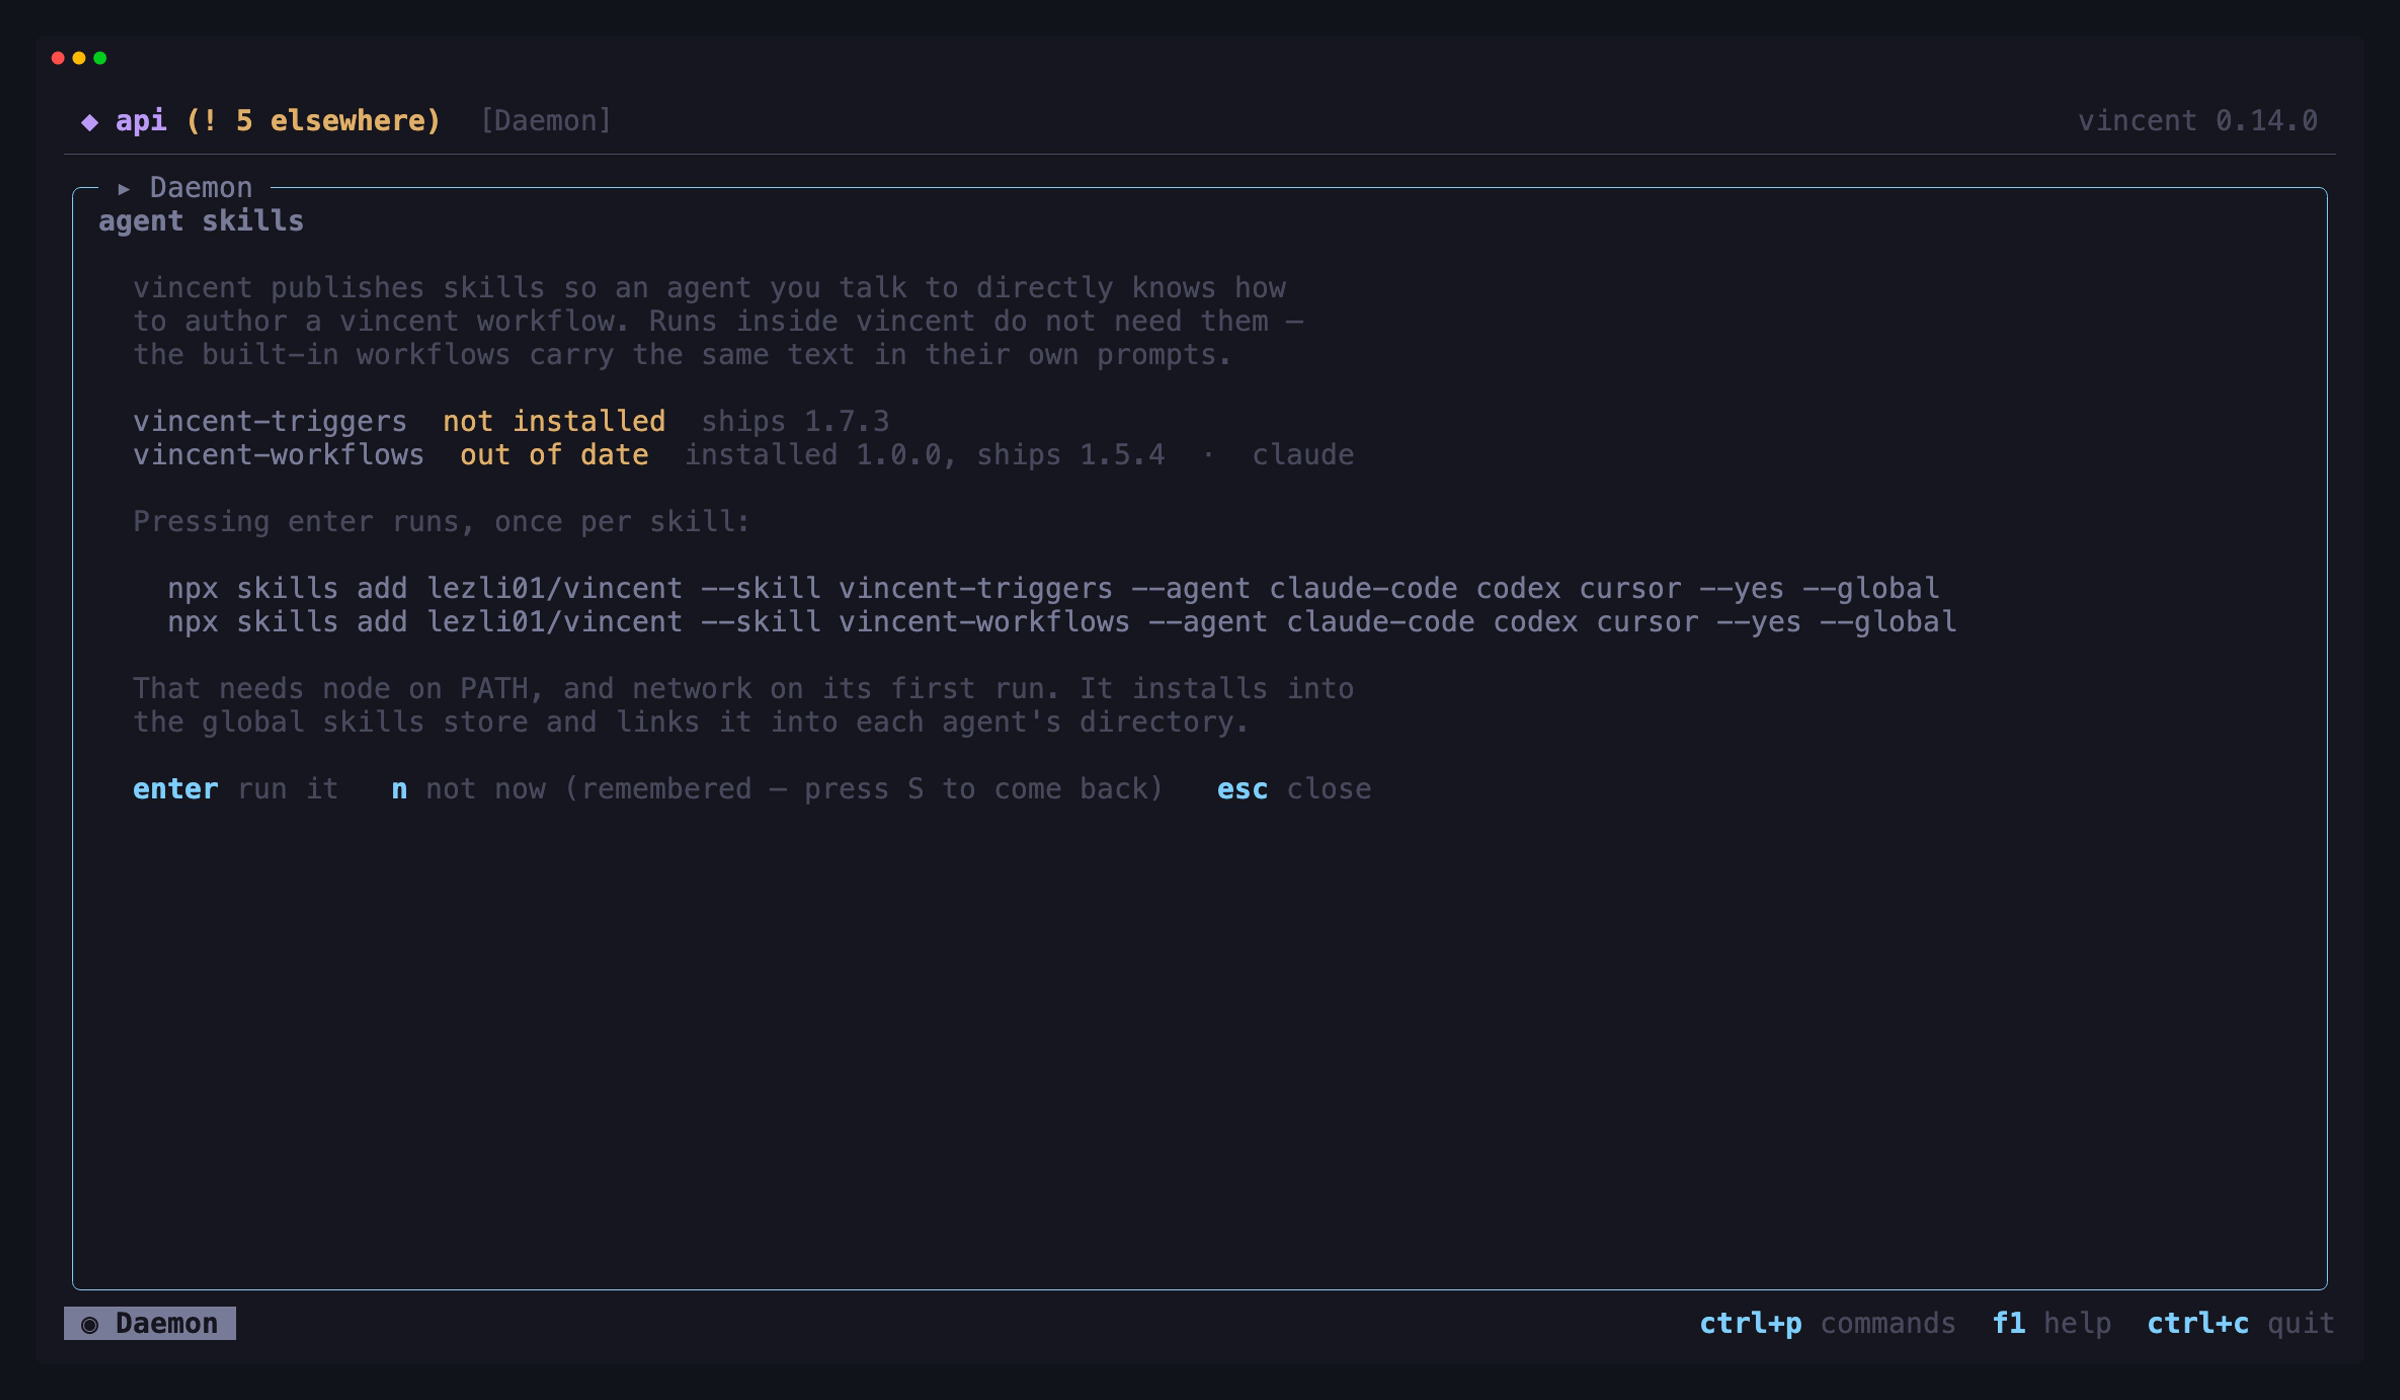 ◆ api (! 5 elsewhere) [Daemon] vincent 0.14.0
▸ Daemon
agent skills
vincent publishes skills so an agent you talk to directly knows how
to author a vincent workflow. Runs inside vincent do not need them —
the built-in workflows carry the same text in their own prompts.
vincent-triggers not installed ships 1.7.3
vincent-workflows out of date installed 1.0.0, ships 1.5.4 · claude
Pressing enter runs, once per skill:
npx skills add lezli01/vincent --skill vincent-triggers --agent claude-code codex cursor --yes --global
npx skills add lezli01/vincent --skill vincent-workflows --agent claude-code codex cursor --yes --global
That needs node on PATH, and network on its first run. It installs into
the global skills store and links it into each agent's directory.
enter run it n not now (remembered — press S to come back) esc close
◉ Daemon ctrl+p commands f1 help ctrl+c quit